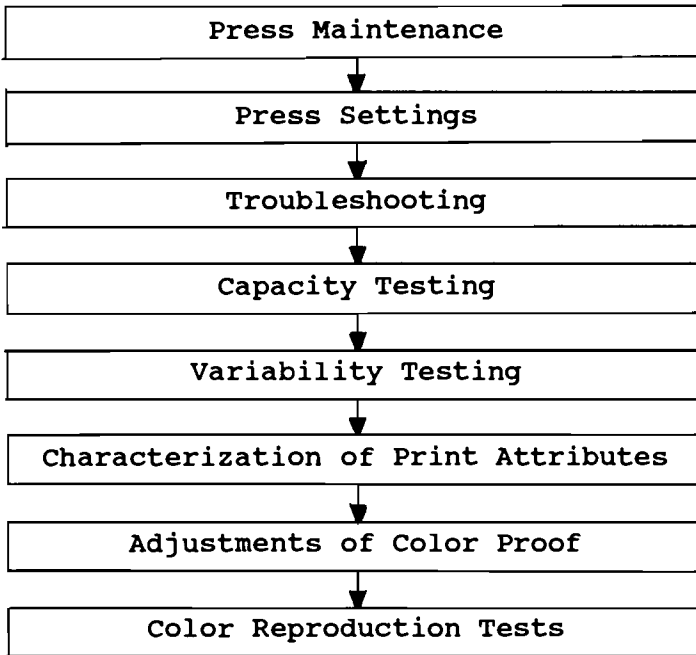 Press Maintenance
Press Settings
Troubleshooting
Capacity Testing
Variability Testing
Characterization of Print Attributes
Adjustments of Color Proof
Color Reproduction Tests